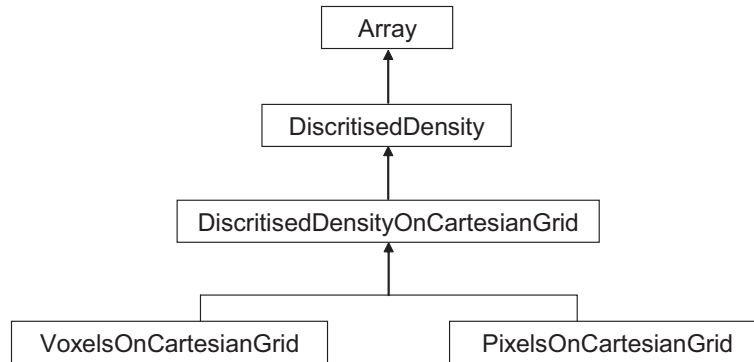 Array
DiscritisedDensity
DiscritisedDensityOnCartesianGrid
VoxelsOnCartesianGrid
PixelsOnCartesianGrid